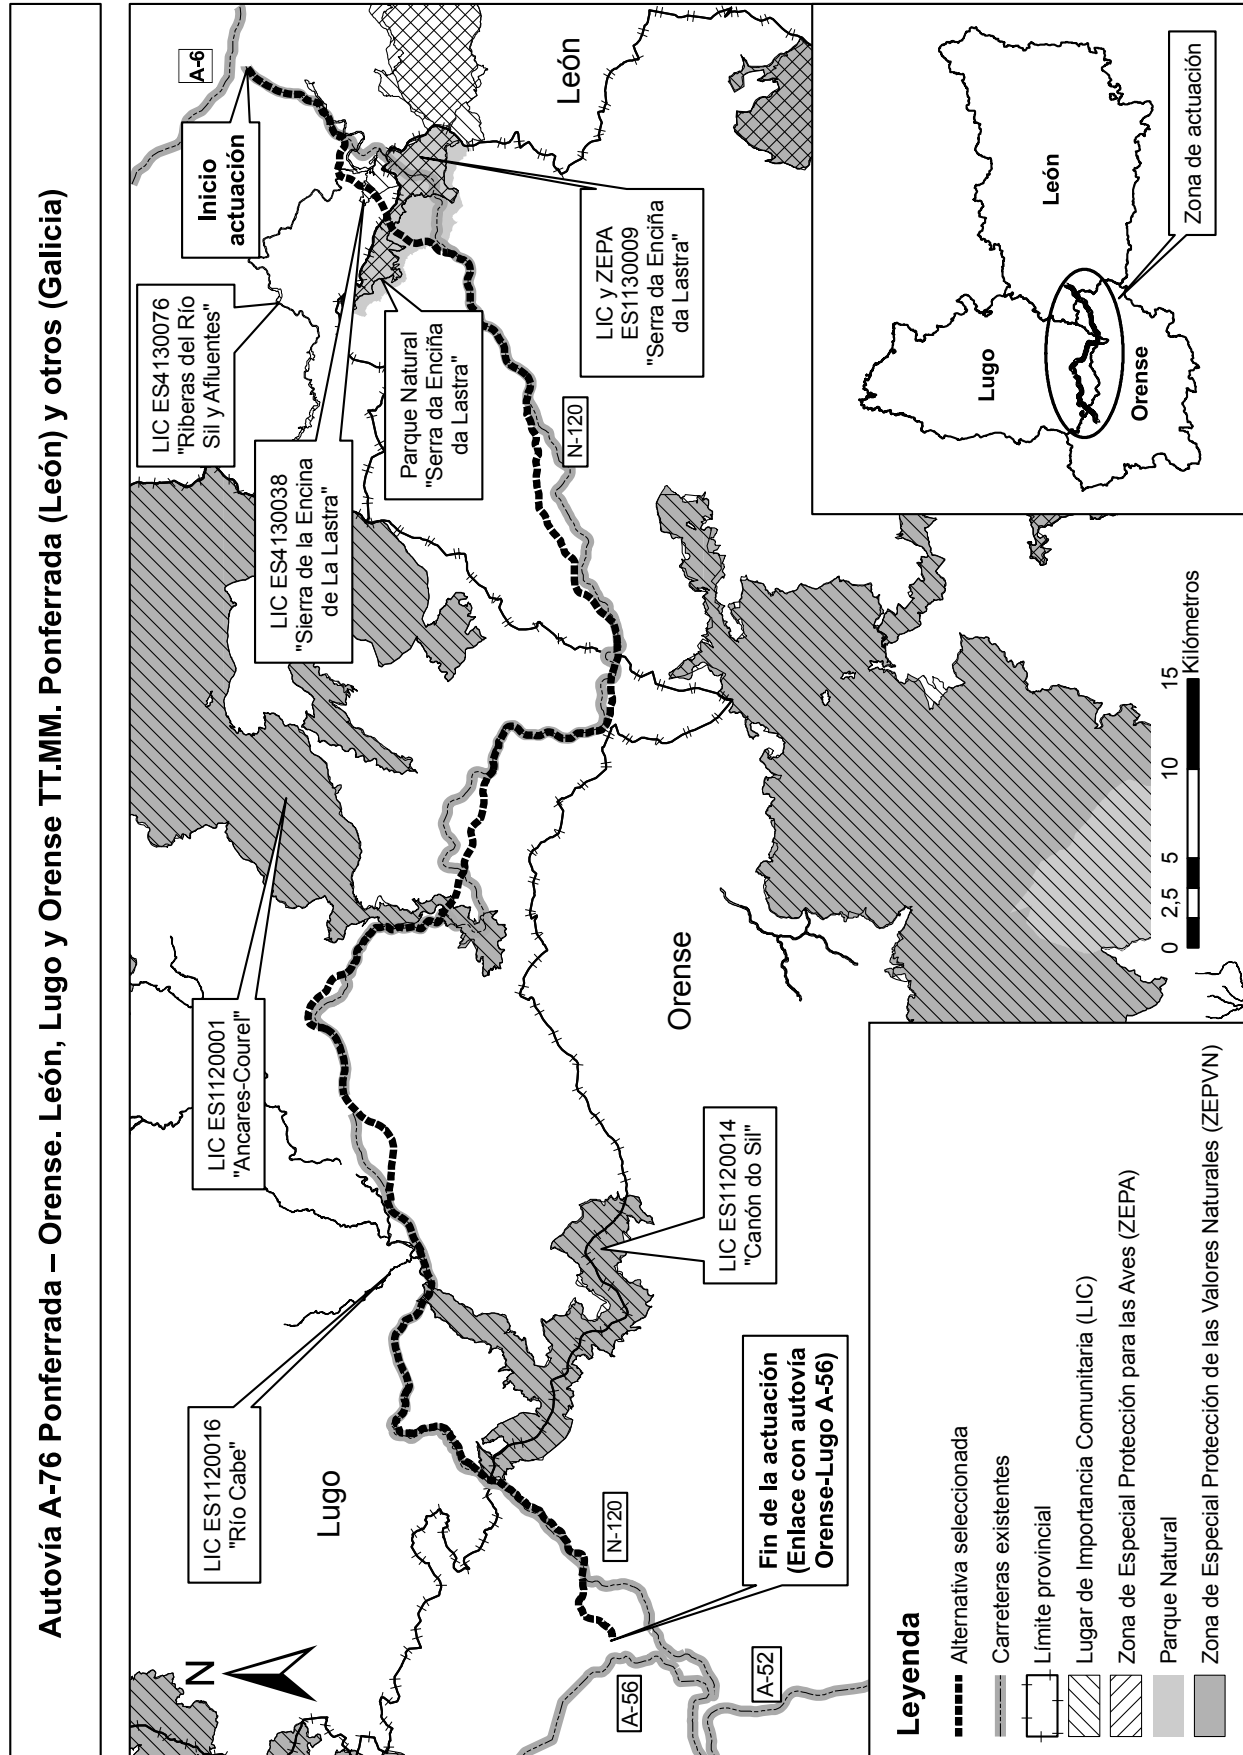 Autovía A-76 Ponferrada – Orense. León, Lugo y Orense TT.MM. Ponferrada (León) y otros (Galicia)
N
A-6
Inicio
actuación
LIC ES4130076
"Riberas del Río
Sil y Afluentes"
LIC ES4130038
"Sierra de la Encina
de La Lastra"
Parque Natural
"Serra da Enciña
da Lastra"
LIC y ZEPA
ES1130009
"Serra da Enciña
da Lastra"
León
N-120
LIC ES1120001
"Ancares-Courel"
LIC ES1120016
"Río Cabe"
Lugo
LIC ES1120014
"Canón do Sil"
Orense
N-120
Fin de la actuación
(Enlace con autovía
Orense-Lugo A-56)
A-56
A-52
0 2,5 5 10 15
Kilómetros
Lugo
León
Orense
Zona de actuación
Leyenda
Alternativa seleccionada
Carreteras existentes
Límite provincial
Lugar de Importancia Comunitaria (LIC)
Zona de Especial Protección para las Aves (ZEPA)
Parque Natural
Zona de Especial Protección de las Valores Naturales (ZEPVN)